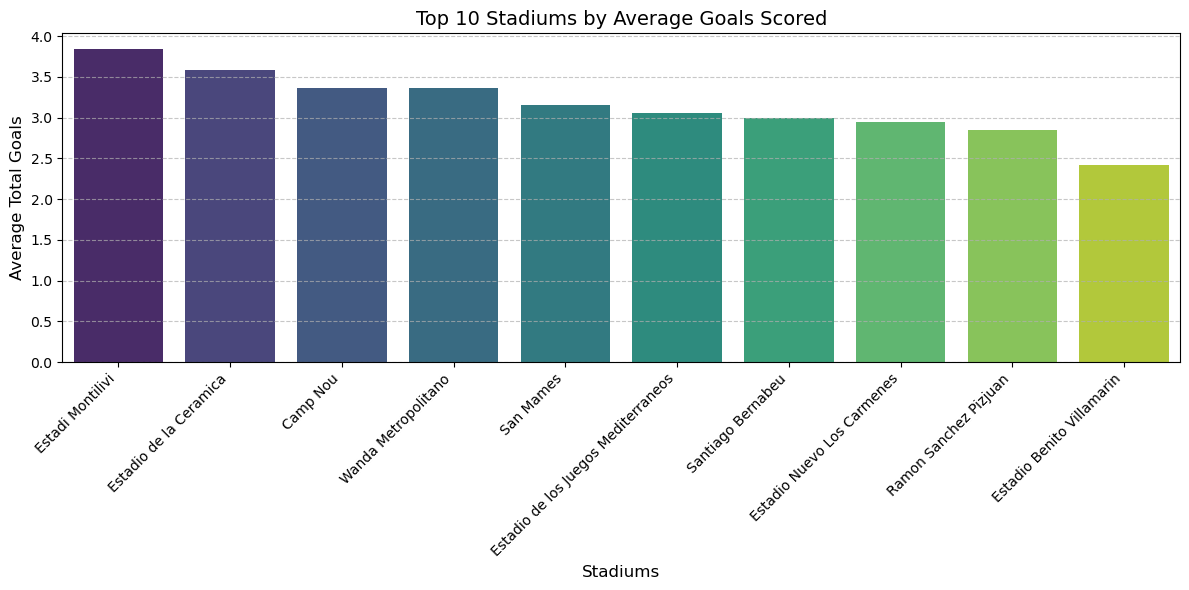 Top 10 Stadiums by Average Goals Scored
Average Total Goals
4.0
3.5
3.0
2.5
2.0
1.5
1.0
0.5
0.0
Estadi Montilivi
Estadio de la Ceramica
Camp Nou
Wanda Metropolitano
San Mames
Estadio de los Juegos Mediterraneos
Santiago Bernabeu
Estadio Nuevo Los Carmenes
Ramon Sanchez Pizjuan
Estadio Benito Villamarin
Stadiums